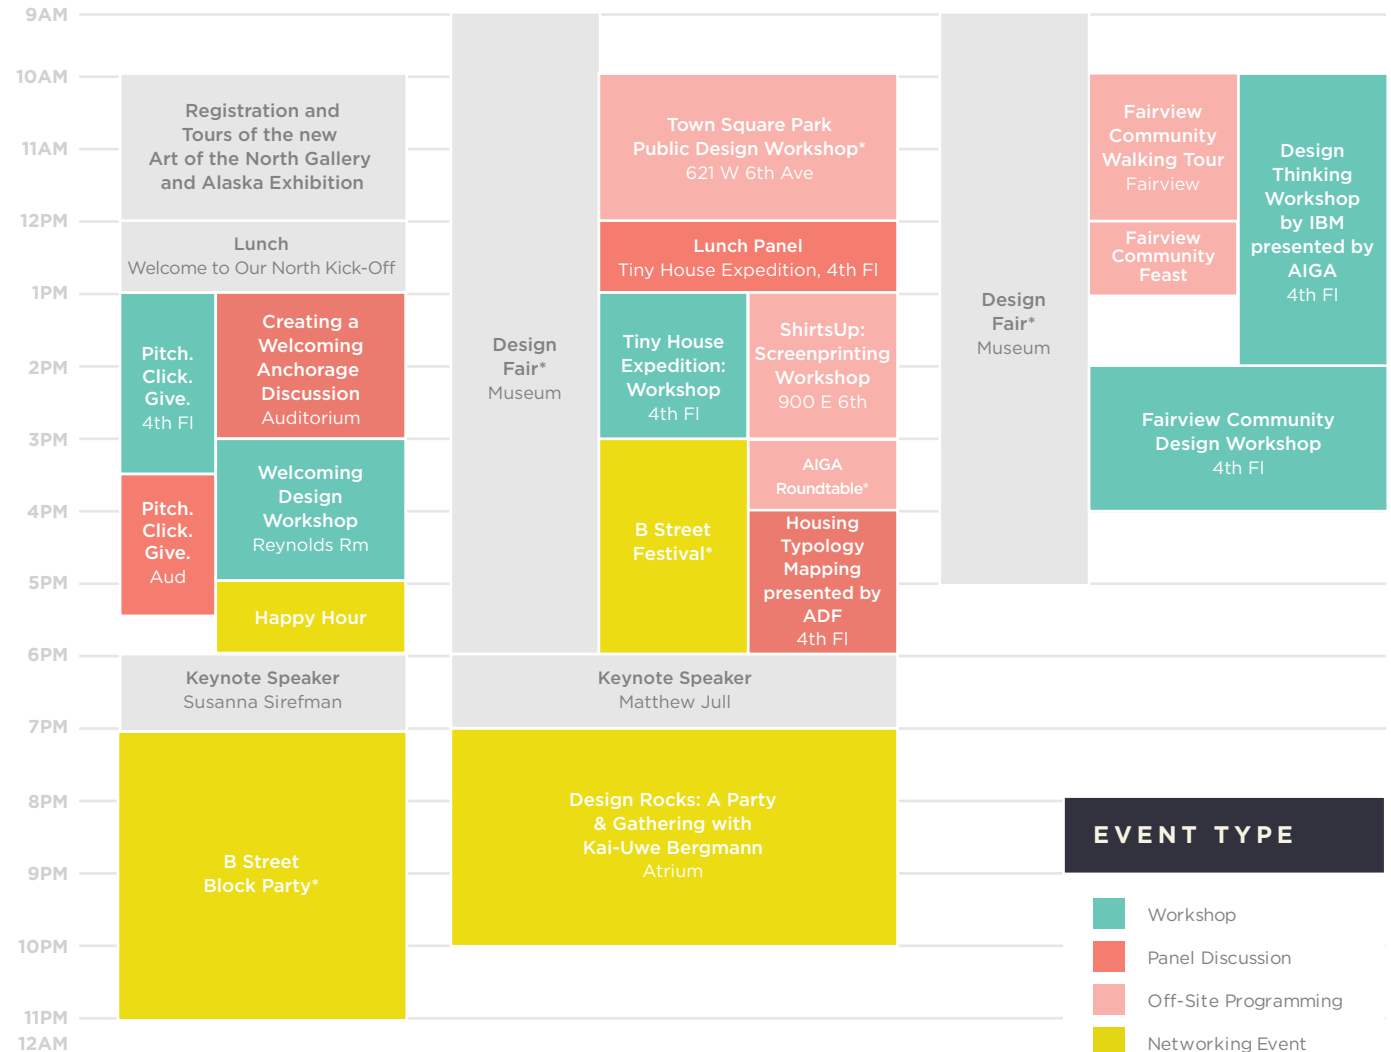 9AM
10AM
11AM
12PM
1PM
2PM
3PM
4PM
5PM
6PM
7PM
8PM
9PM
10PM
11PM
12AM
Registration and
Tours of the new
Art of the North Gallery
and Alaska Exhibition
Lunch
Welcome to Our North Kick-Off
Pitch.
Click.
Give.
4th Fl
Creating a
Welcoming
Anchorage
Discussion
Auditorium
Pitch.
Click.
Give.
Aud
Welcoming
Design
Workshop
Reynolds Rm
Happy Hour
Keynote Speaker
Susanna Sirefman
B Street
Block Party*
Design
Fair*
Museum
Town Square Park
Public Design Workshop*
621 W 6th Ave
Lunch Panel
Tiny House Expedition, 4th Fl
Tiny House
Expedition:
Workshop
4th Fl
ShirtsUp:
Screenprinting
Workshop
900 E 6th
B Street
Festival*
AIGA
Roundtable*
Housing
Typology
Mapping
presented by
ADF
4th Fl
Keynote Speaker
Matthew Jull
Design Rocks: A Party
& Gathering with
Kai-Uwe Bergmann
Atrium
Design
Fair*
Museum
Fairview
Community
Walking Tour
Fairview
Fairview
Community
Feast
Design
Thinking
Workshop
by IBM
presented by
AIGA
4th Fl
Fairview Community
Design Workshop
4th Fl
EVENT TYPE
Workshop
Panel Discussion
Off-Site Programming
Networking Event